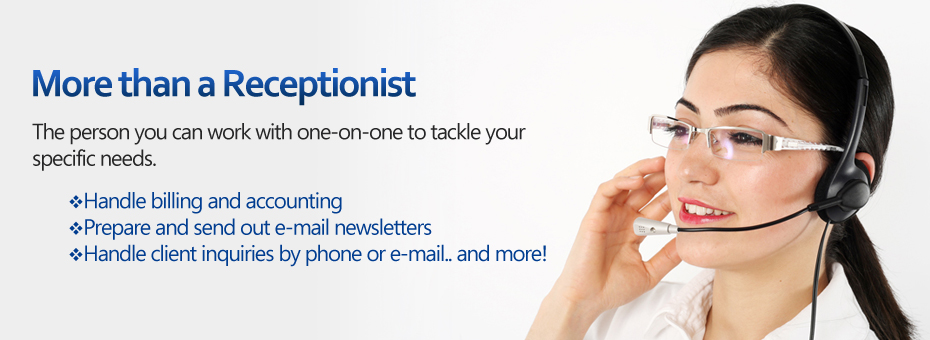 More than a Receptionist
The person you can work with one-on-one to tackle your
specific needs.
❖Handle billing and accounting
❖Prepare and send out e-mail newsletters
❖Handle client inquiries by phone or e-mail.. and more!